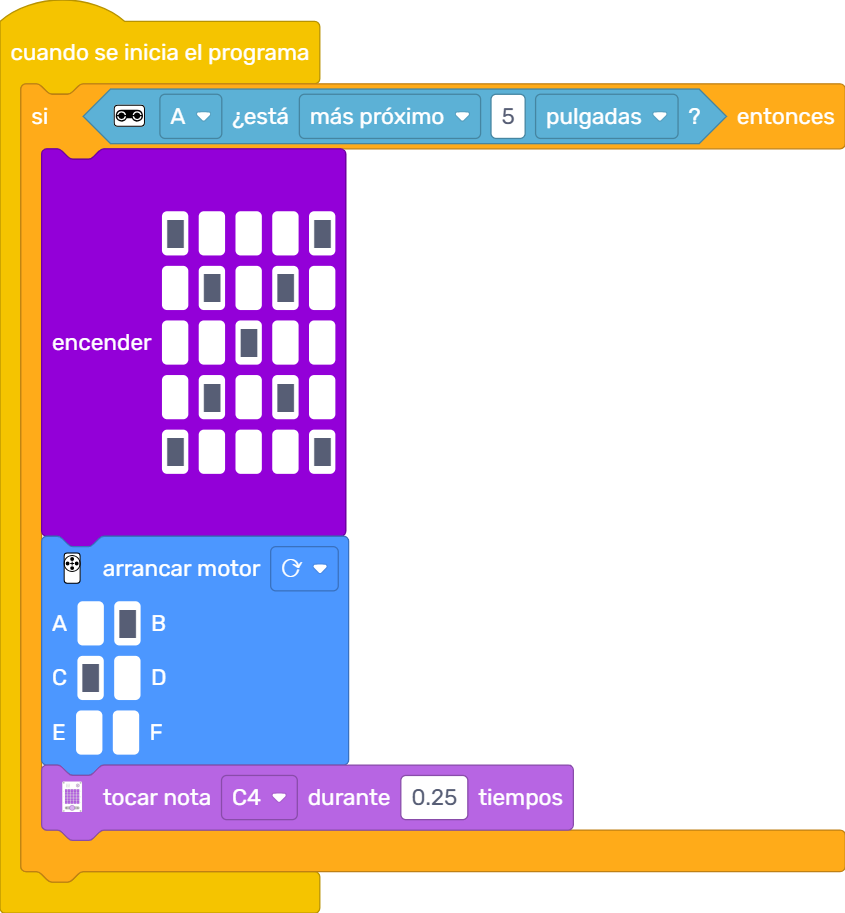 cuando se inicia el programa
si A ¿está más próximo 5 pulgadas ? entonces
encender
arrancar motor
A B
C D
E F
tocar nota C4 durante 0.25 tiempos